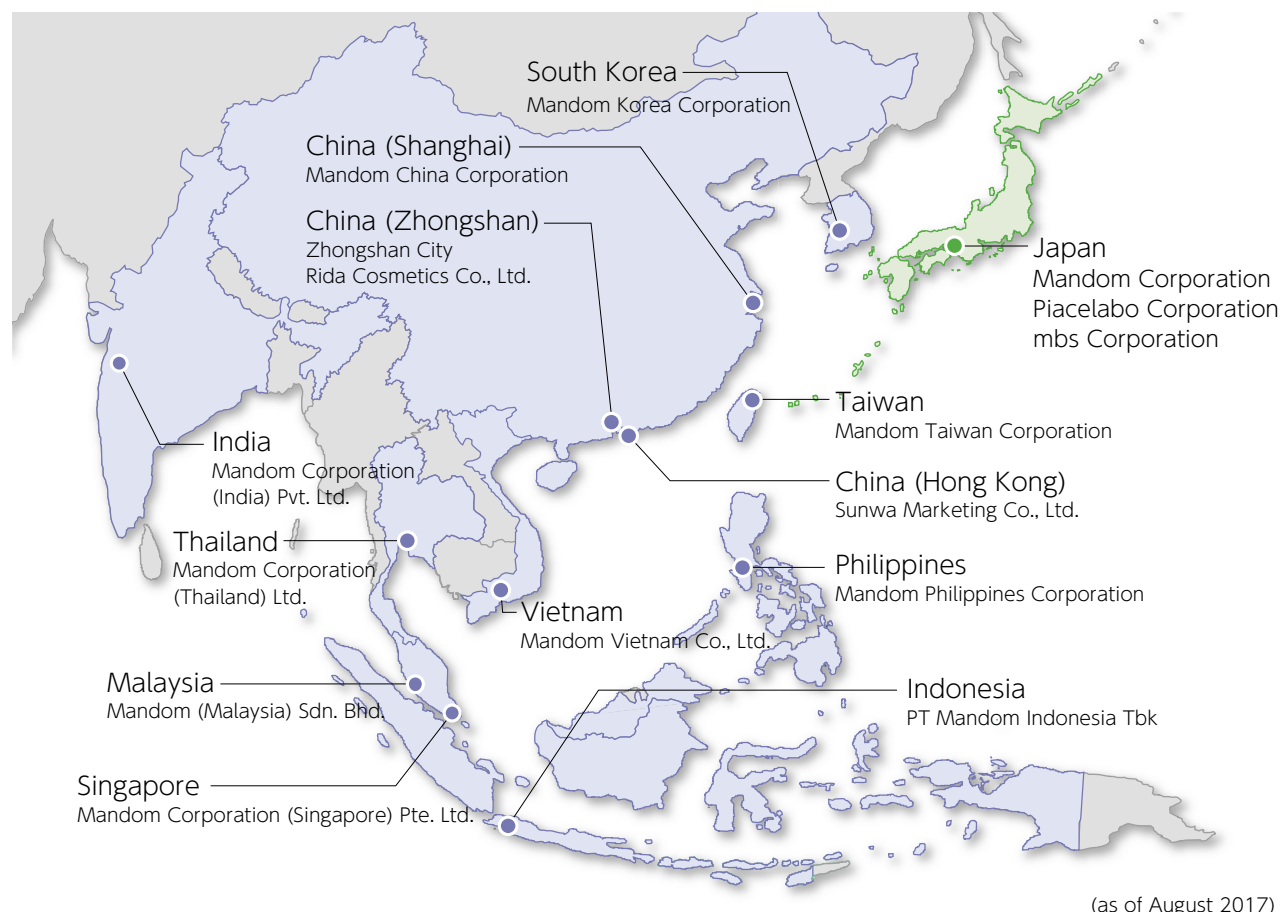 South Korea
Mandom Korea Corporation
China (Shanghai)
Mandom China Corporation
China (Zhongshan)
Zhongshan City
Rida Cosmetics Co., Ltd.
Japan
Mandom Corporation
Piacelabo Corporation
mbs Corporation
Taiwan
Mandom Taiwan Corporation
India
Mandom Corporation
(India) Pvt. Ltd.
China (Hong Kong)
Sunwa Marketing Co., Ltd.
Thailand
Mandom Corporation
(Thailand) Ltd.
Philippines
Mandom Philippines Corporation
Vietnam
Mandom Vietnam Co., Ltd.
Malaysia
Mandom (Malaysia) Sdn. Bhd.
Indonesia
PT Mandom Indonesia Tbk
Singapore
Mandom Corporation (Singapore) Pte. Ltd.
(as of August 2017)